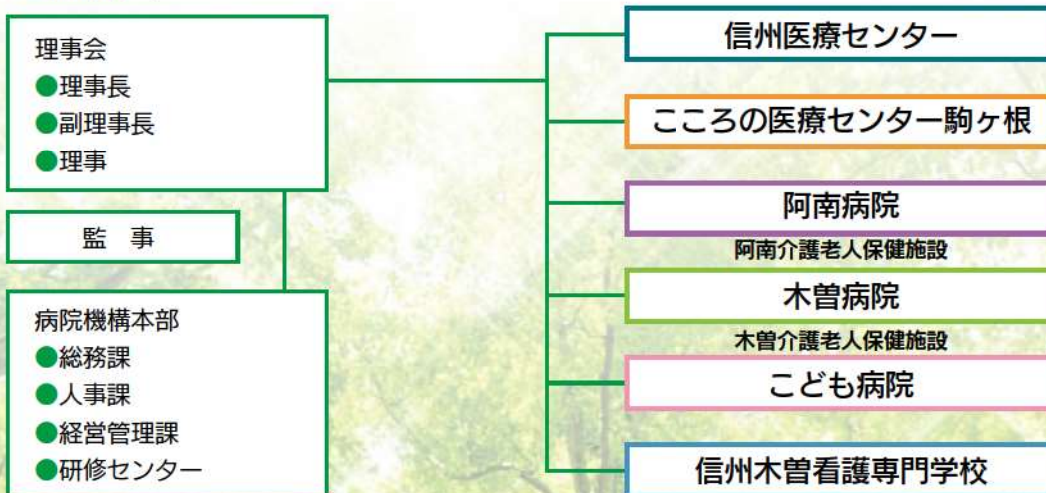 理事会
●理事長
●副理事長
●理事
監　事
病院機構本部
●総務課
●人事課
●経営管理課
●研修センター
信州医療センター
こころの医療センター駒ヶ根
阿南病院
阿南介護老人保健施設
木曽病院
木曽介護老人保健施設
こども病院
信州木曽看護専門学校